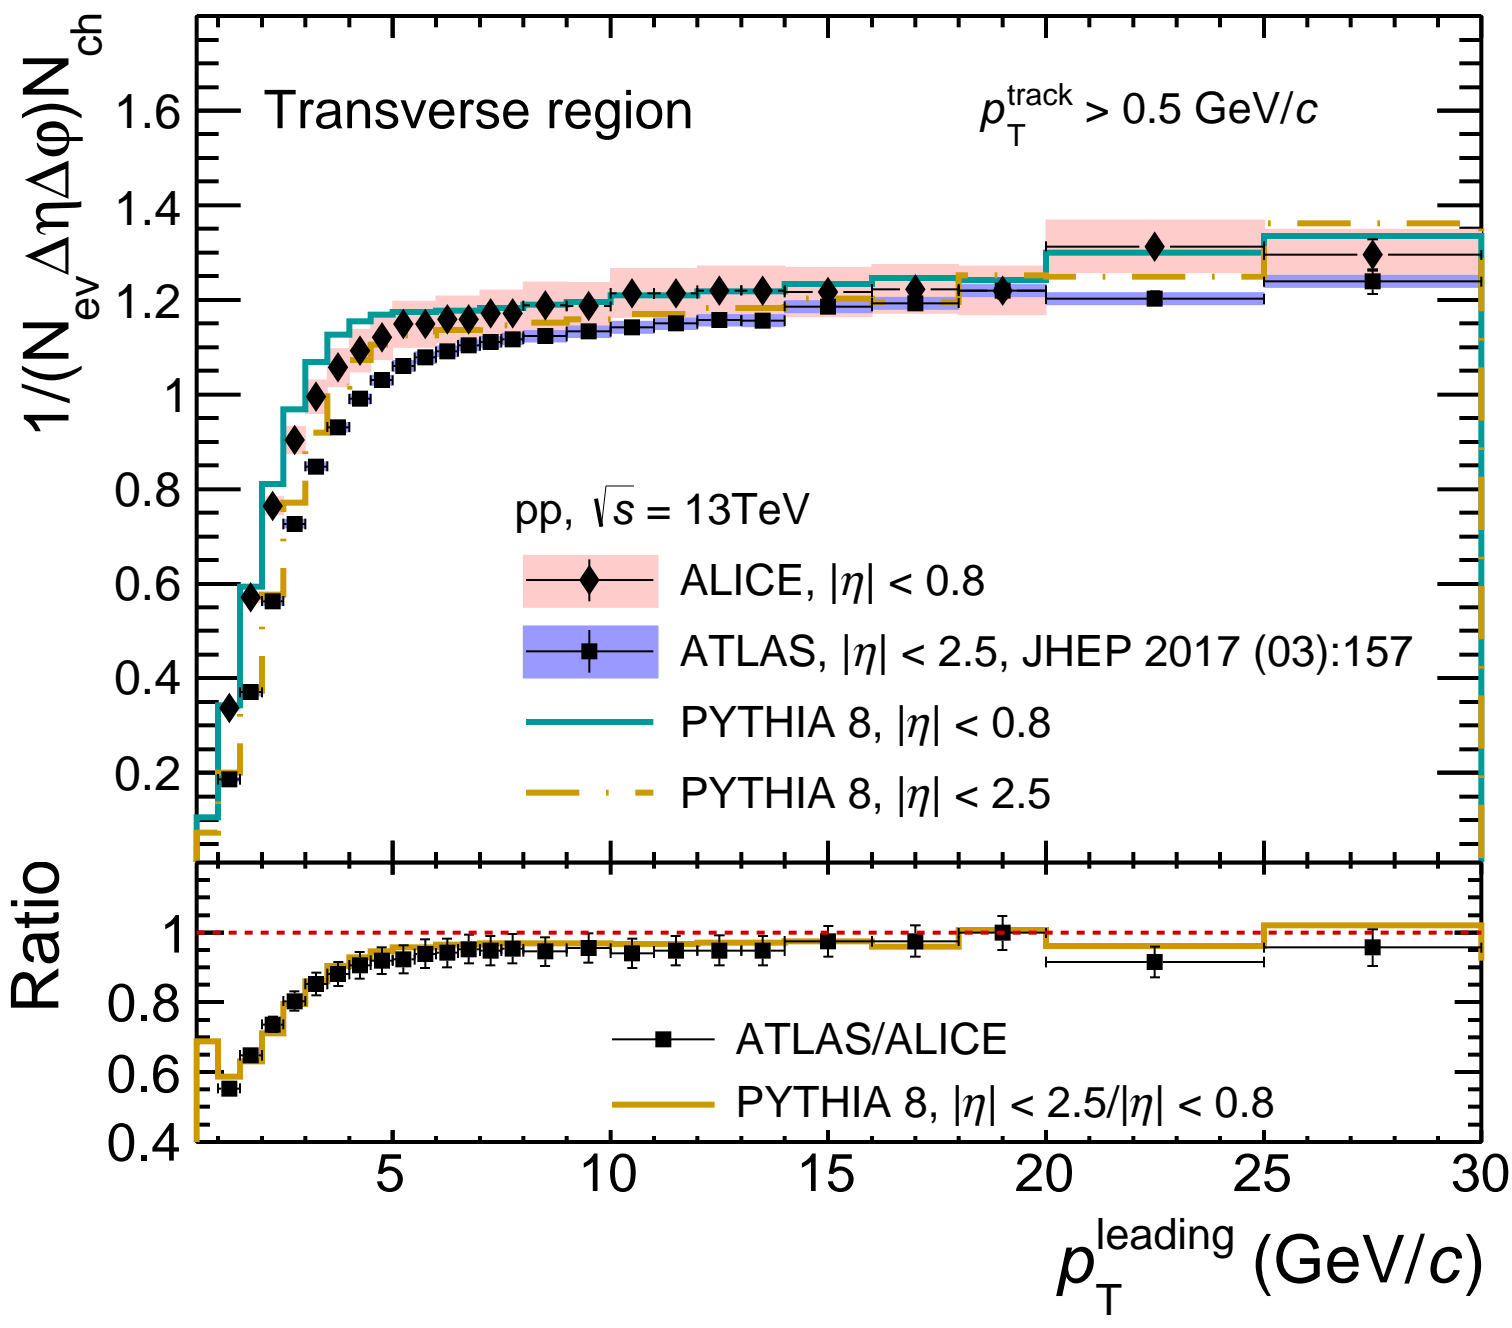 1/(N_ev ΔηΔφ)N_ch
Transverse region
p_T^track > 0.5 GeV/c
1.6
1.4
1.2
1
0.8
0.6
0.4
0.2
pp, √s = 13TeV
ALICE, |η| < 0.8
ATLAS, |η| < 2.5, JHEP 2017 (03):157
PYTHIA 8, |η| < 0.8
PYTHIA 8, |η| < 2.5
Ratio
1
0.8
0.6
0.4
ATLAS/ALICE
PYTHIA 8, |η| < 2.5/|η| < 0.8
5 10 15 20 25 30
p_T^leading (GeV/c)